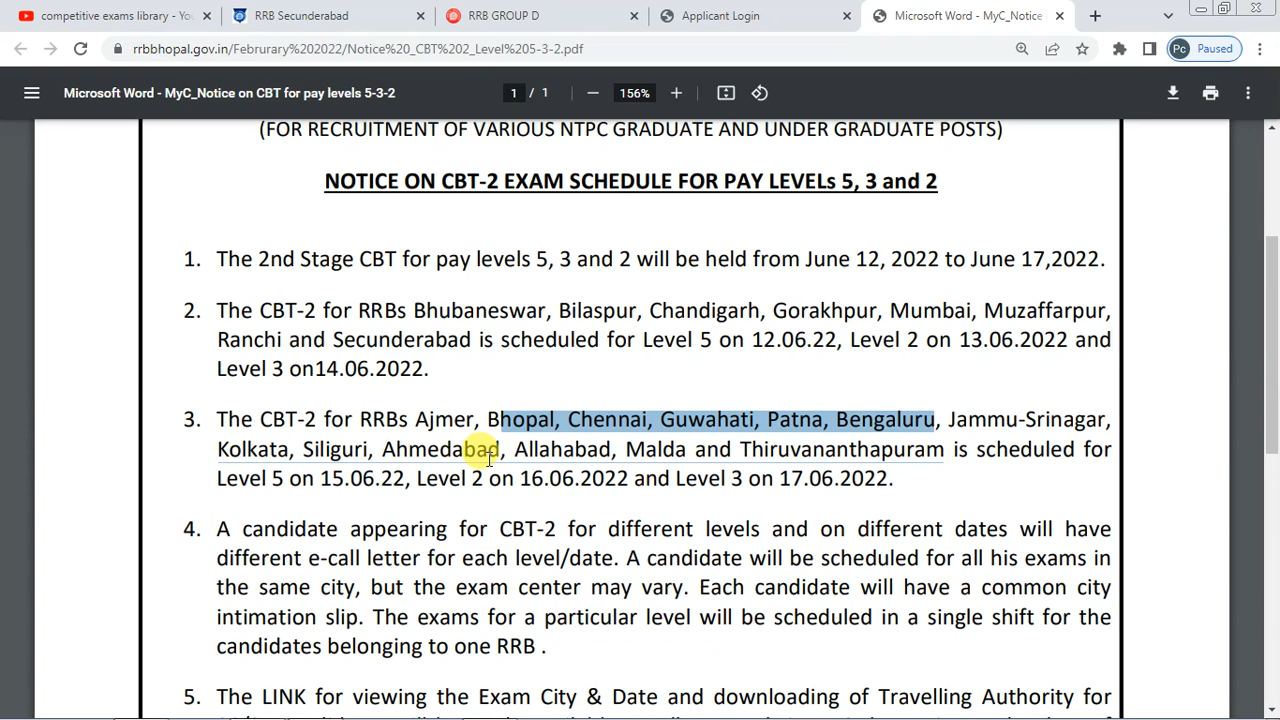 competitive exams library - You
RRB Secunderabad
RRB GROUP D
Applicant Login
Microsoft Word - MyC_Notice
rrbbhopal.gov.in/Februrary%202022/Notice%20_CBT%202_Level%205-3-2.pdf
Pc Paused
Microsoft Word - MyC_Notice on CBT for pay levels 5-3-2
1 / 1
156%
(FOR RECRUITMENT OF VARIOUS NTPC GRADUATE AND UNDER GRADUATE POSTS)
NOTICE ON CBT-2 EXAM SCHEDULE FOR PAY LEVELs 5, 3 and 2
1. The 2nd Stage CBT for pay levels 5, 3 and 2 will be held from June 12, 2022 to June 17,2022.
2. The CBT-2 for RRBs Bhubaneswar, Bilaspur, Chandigarh, Gorakhpur, Mumbai, Muzaffarpur,
Ranchi and Secunderabad is scheduled for Level 5 on 12.06.22, Level 2 on 13.06.2022 and
Level 3 on14.06.2022.
3. The CBT-2 for RRBs Ajmer, Bhopal, Chennai, Guwahati, Patna, Bengaluru, Jammu-Srinagar,
Kolkata, Siliguri, Ahmedabad, Allahabad, Malda and Thiruvananthapuram is scheduled for
Level 5 on 15.06.22, Level 2 on 16.06.2022 and Level 3 on 17.06.2022.
4. A candidate appearing for CBT-2 for different levels and on different dates will have
different e-call letter for each level/date. A candidate will be scheduled for all his exams in
the same city, but the exam center may vary. Each candidate will have a common city
intimation slip. The exams for a particular level will be scheduled in a single shift for the
candidates belonging to one RRB .
5. The LINK for viewing the Exam City & Date and downloading of Travelling Authority for